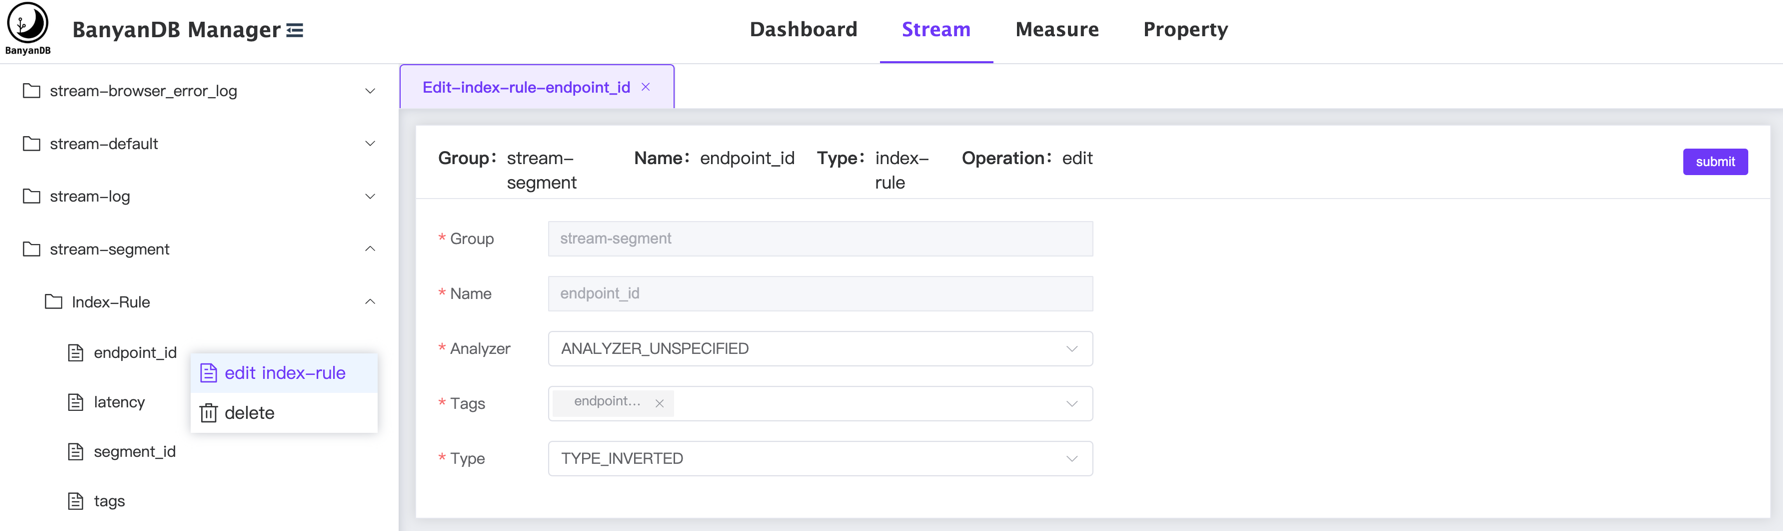 BanyanDB
BanyanDB Manager
Dashboard
Stream
Measure
Property
stream-browser_error_log
stream-default
stream-log
stream-segment
Index-Rule
endpoint_id
latency
segment_id
tags
edit index-rule
delete
Edit-index-rule-endpoint_id ×
Group: stream-
segment
Name: endpoint_id
Type: index-
rule
Operation: edit
submit
* Group
stream-segment
* Name
endpoint_id
* Analyzer
ANALYZER_UNSPECIFIED
* Tags
endpoint... ×
* Type
TYPE_INVERTED